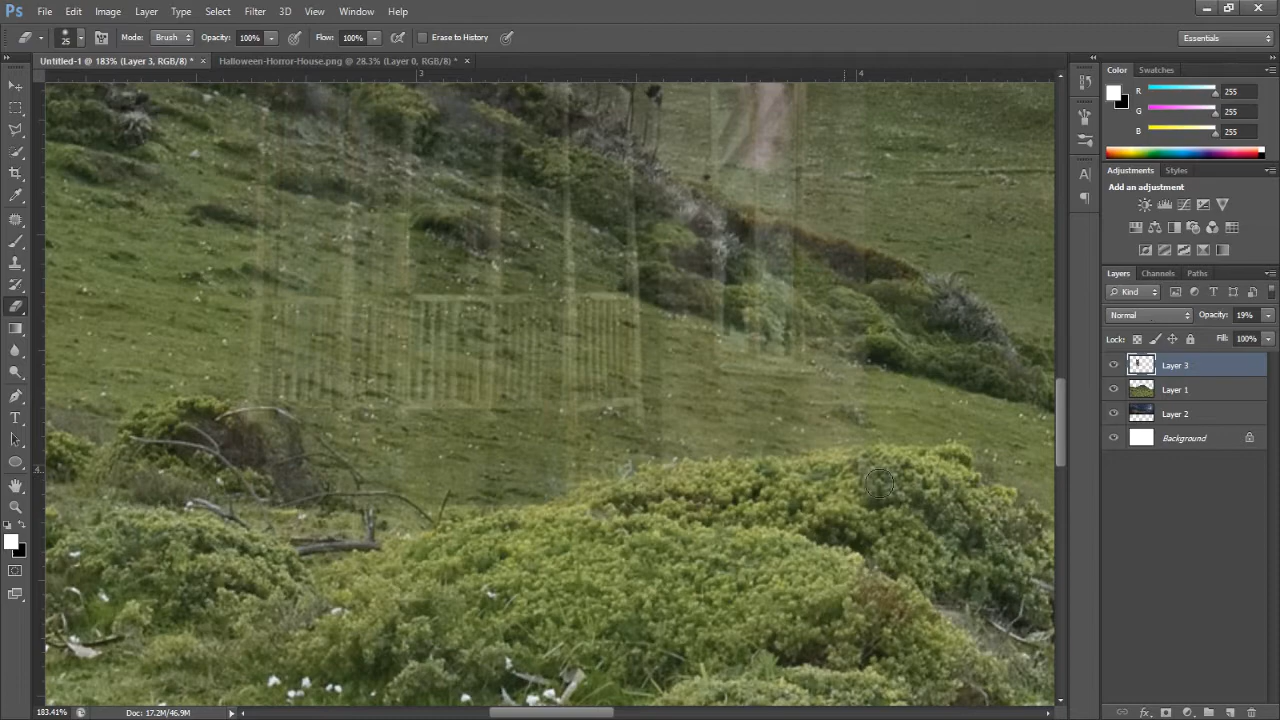 Ps File Edit Image Layer Type Select Filter 3D View Window Help
25 Mode: Brush Opacity: 100% Flow: 100% Erase to History Essentials
Untitled-1 @ 183% (Layer 3, RGB/8) * × Halloween-Horror-House.png @ 28.3% (Layer 0, RGB/8) * ×
3 4
Color Swatches
R 255
G 255
B 255
Adjustments Styles
Add an adjustment
Layers Channels Paths
Kind
Normal Opacity: 19%
Lock: Fill: 100%
Layer 3
Layer 1
Layer 2
Background
183.41% Doc: 17.2M/46.9M